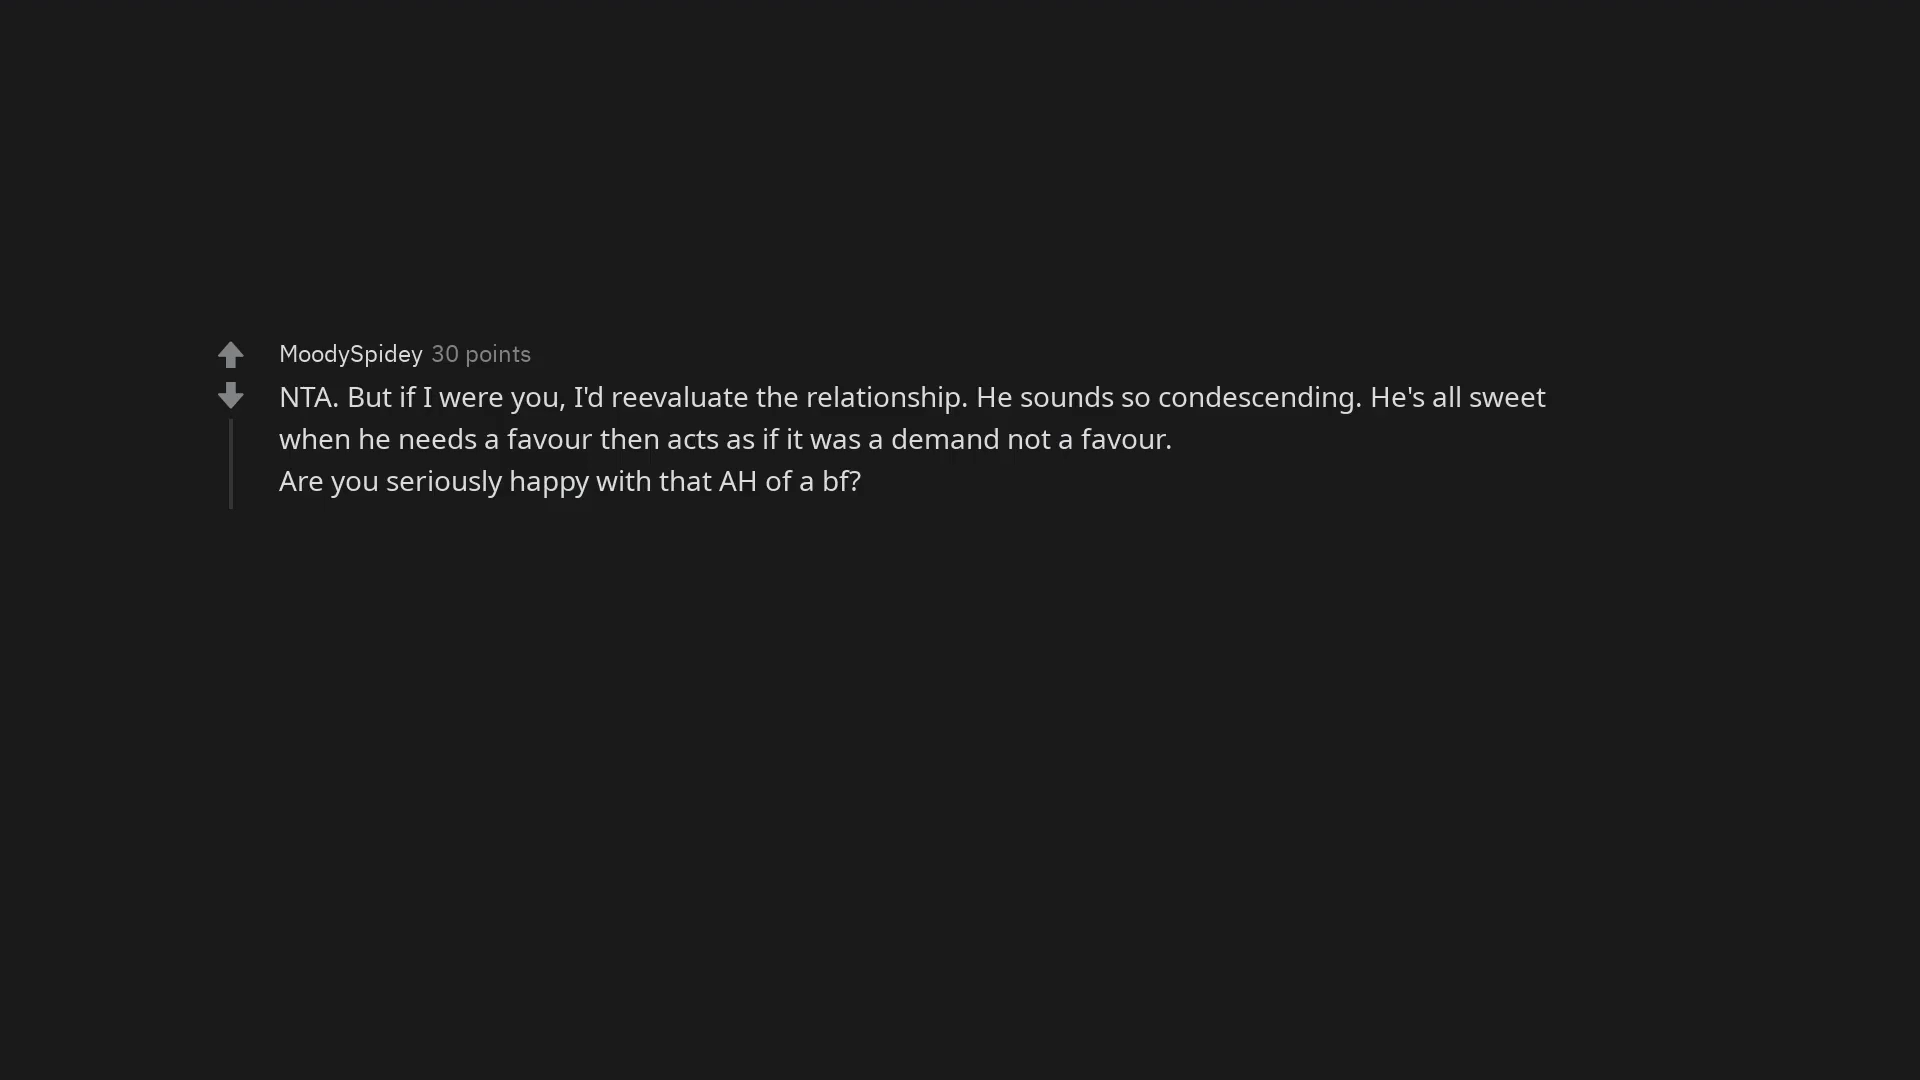 MoodySpidey 30 points
NTA. But if I were you, I'd reevaluate the relationship. He sounds so condescending. He's all sweet
when he needs a favour then acts as if it was a demand not a favour.
Are you seriously happy with that AH of a bf?